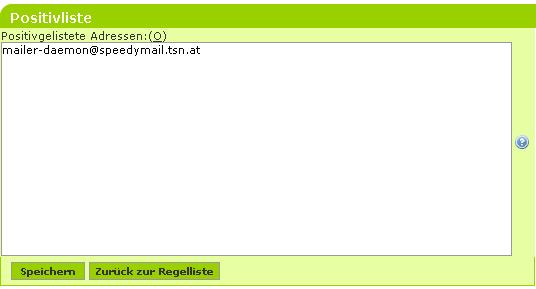 Positivliste
Positivgelistete Adressen:(O)
mailer-daemon@speedymail.tsn.at
?
Speichern Zurück zur Regelliste